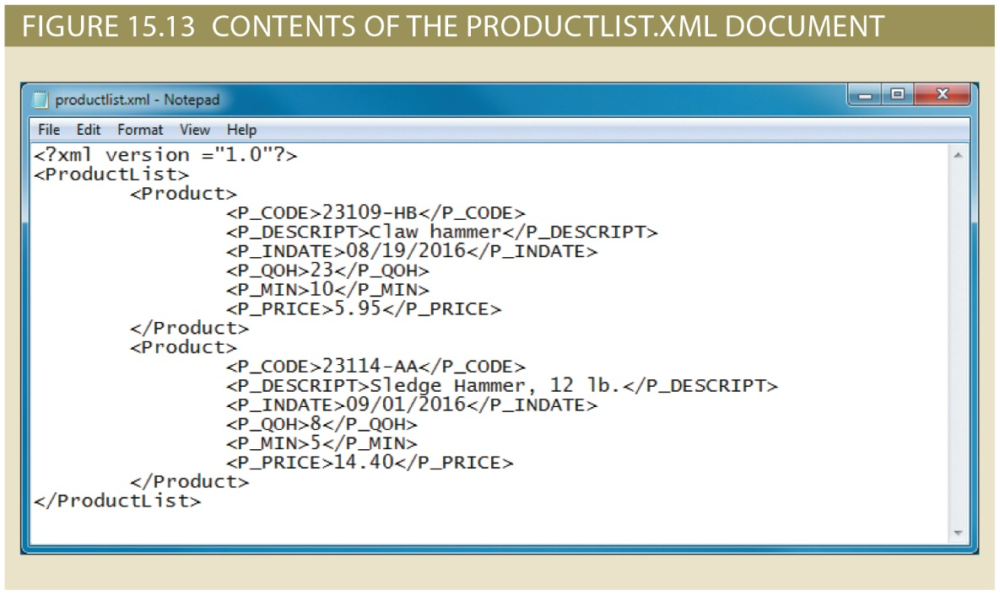 FIGURE 15.13 CONTENTS OF THE PRODUCTLIST.XML DOCUMENT
productlist.xml - Notepad
File Edit Format View Help
<?xml version ="1.0"?>
<ProductList>
<Product>
<P_CODE>23109-HB</P_CODE>
<P_DESCRIPT>Claw hammer</P_DESCRIPT>
<P_INDATE>08/19/2016</P_INDATE>
<P_QOH>23</P_QOH>
<P_MIN>10</P_MIN>
<P_PRICE>5.95</P_PRICE>
</Product>
<Product>
<P_CODE>23114-AA</P_CODE>
<P_DESCRIPT>Sledge Hammer, 12 lb.</P_DESCRIPT>
<P_INDATE>09/01/2016</P_INDATE>
<P_QOH>8</P_QOH>
<P_MIN>5</P_MIN>
<P_PRICE>14.40</P_PRICE>
</Product>
</ProductList>